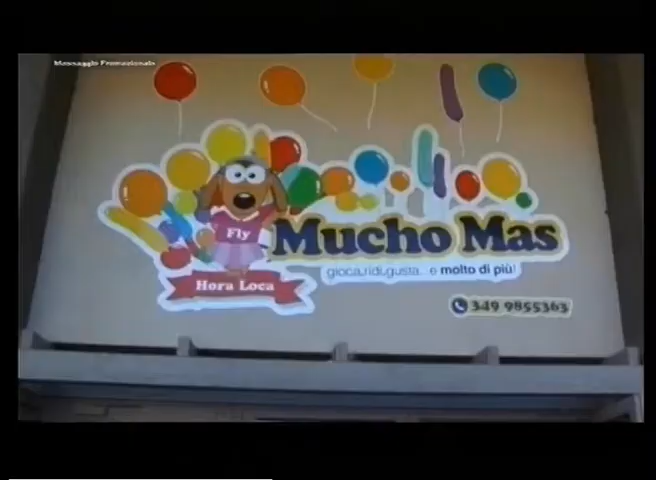 Messaggio Promozionale
Fly
Mucho Mas
gioca,ridi,gusta... e molto di più!
Hora Loca
349 9855363